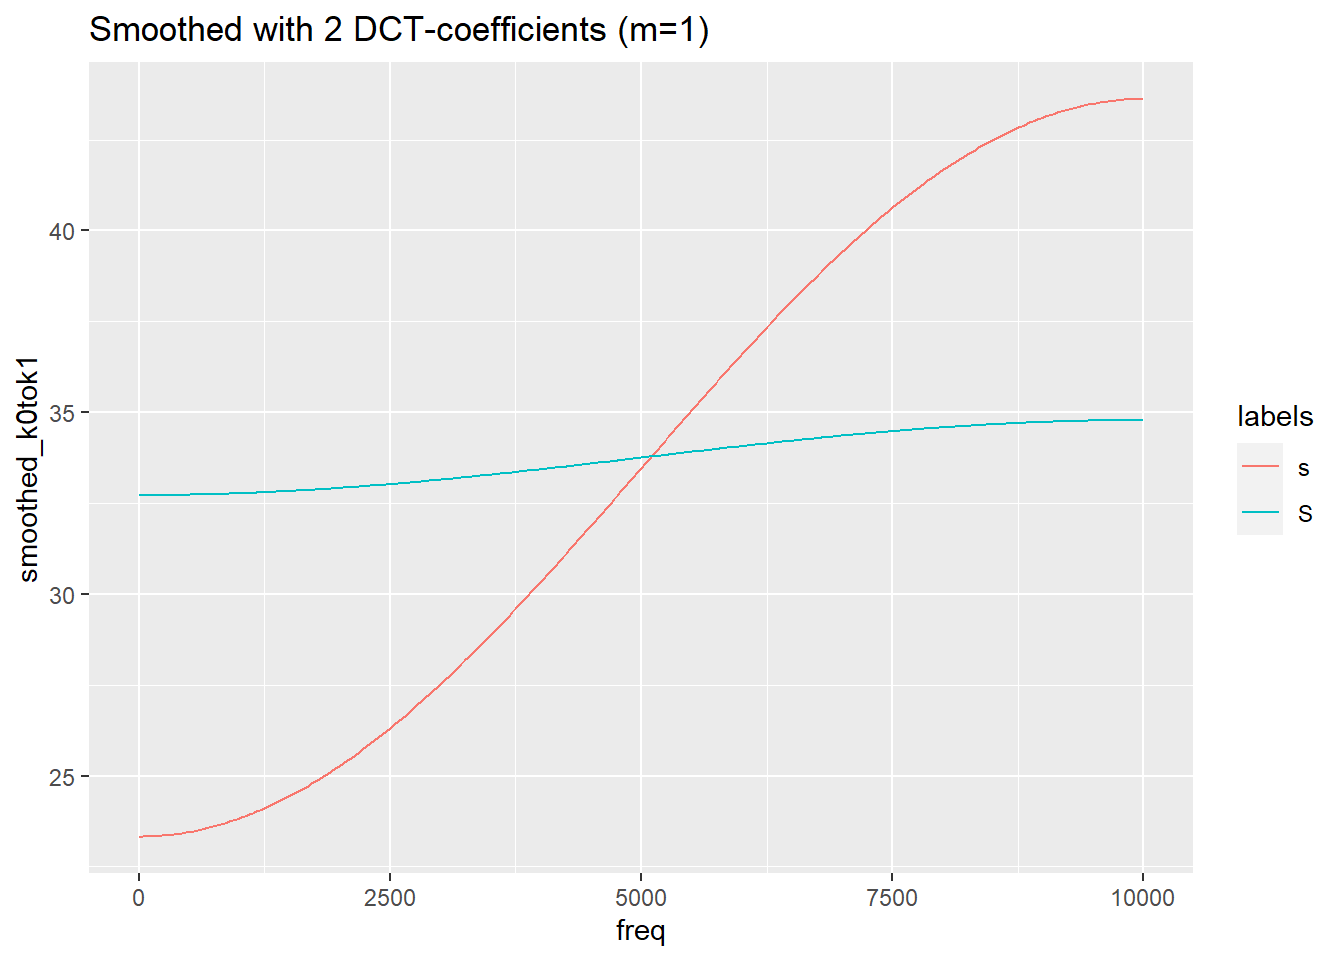 Smoothed with 2 DCT-coefficients (m=1)
40
35
30
25
smoothed_k0tok1
0 2500 5000 7500 10000
freq
labels
s
S